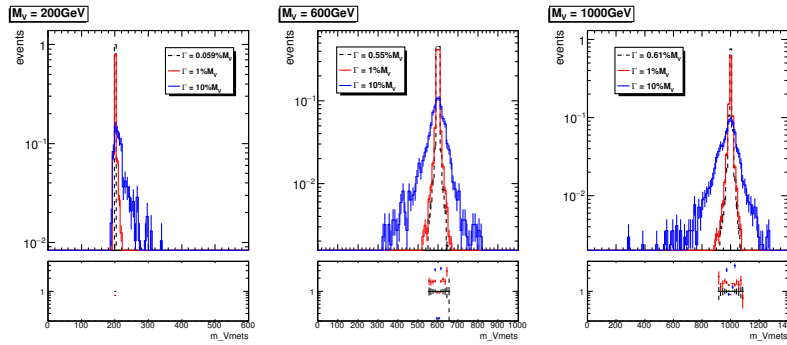 M_V = 200GeV
events
1
10^-1
10^-2
Γ = 0.059%M_V
Γ = 1%M_V
Γ = 10%M_V
1
0 100 200 300 400 500 600
m_Vmets
M_V = 600GeV
events
10^-1
10^-2
Γ = 0.55%M_V
Γ = 1%M_V
Γ = 10%M_V
1
0 100 200 300 400 500 600 700 800 900 1000
m_Vmets
M_V = 1000GeV
events
1
10^-1
10^-2
Γ = 0.61%M_V
Γ = 1%M_V
Γ = 10%M_V
1
0 200 400 600 800 1000 1200
m_Vmets